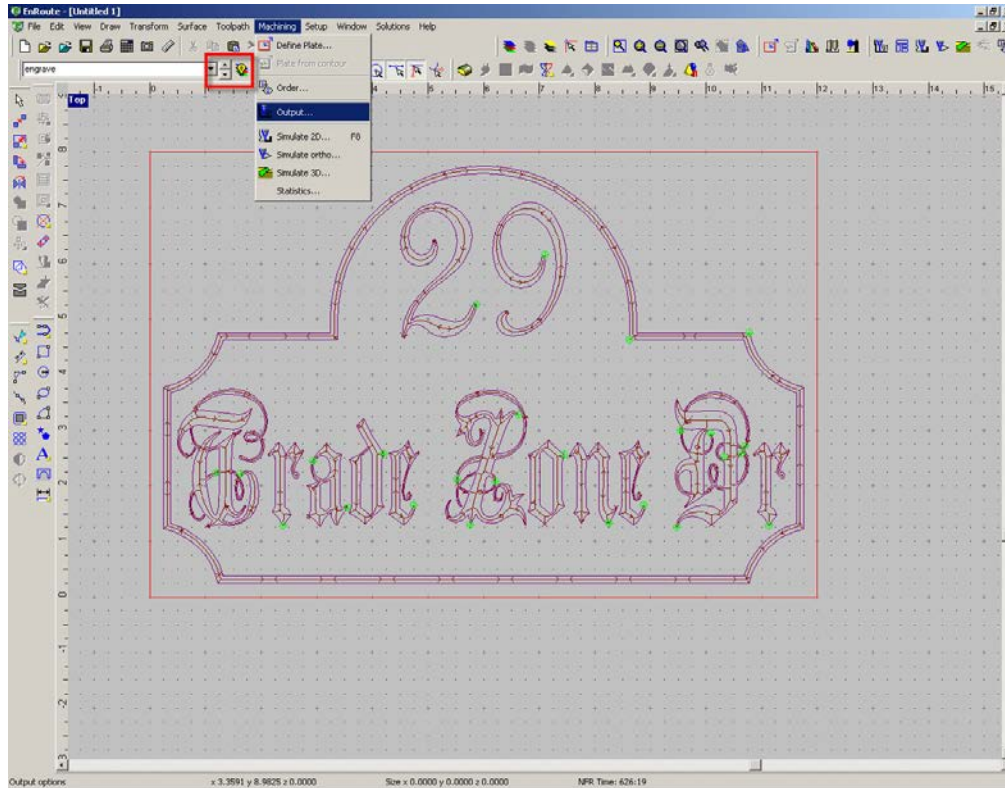 EnRoute - [Untitled 1]
File Edit View Draw Transform Surface Toolpath Machining Setup Window Solutions Help
Define Plate...
engrave
Plate from contour
Order...
Top
Output...
Simulate 2D... F8
Simulate ortho...
Simulate 3D...
Statistics...
29
Trade Zone Dr
Output options x 3.3591 y 8.9825 z 0.0000 Size x 0.0000 y 0.0000 z 0.0000 NFR Time: 626:19